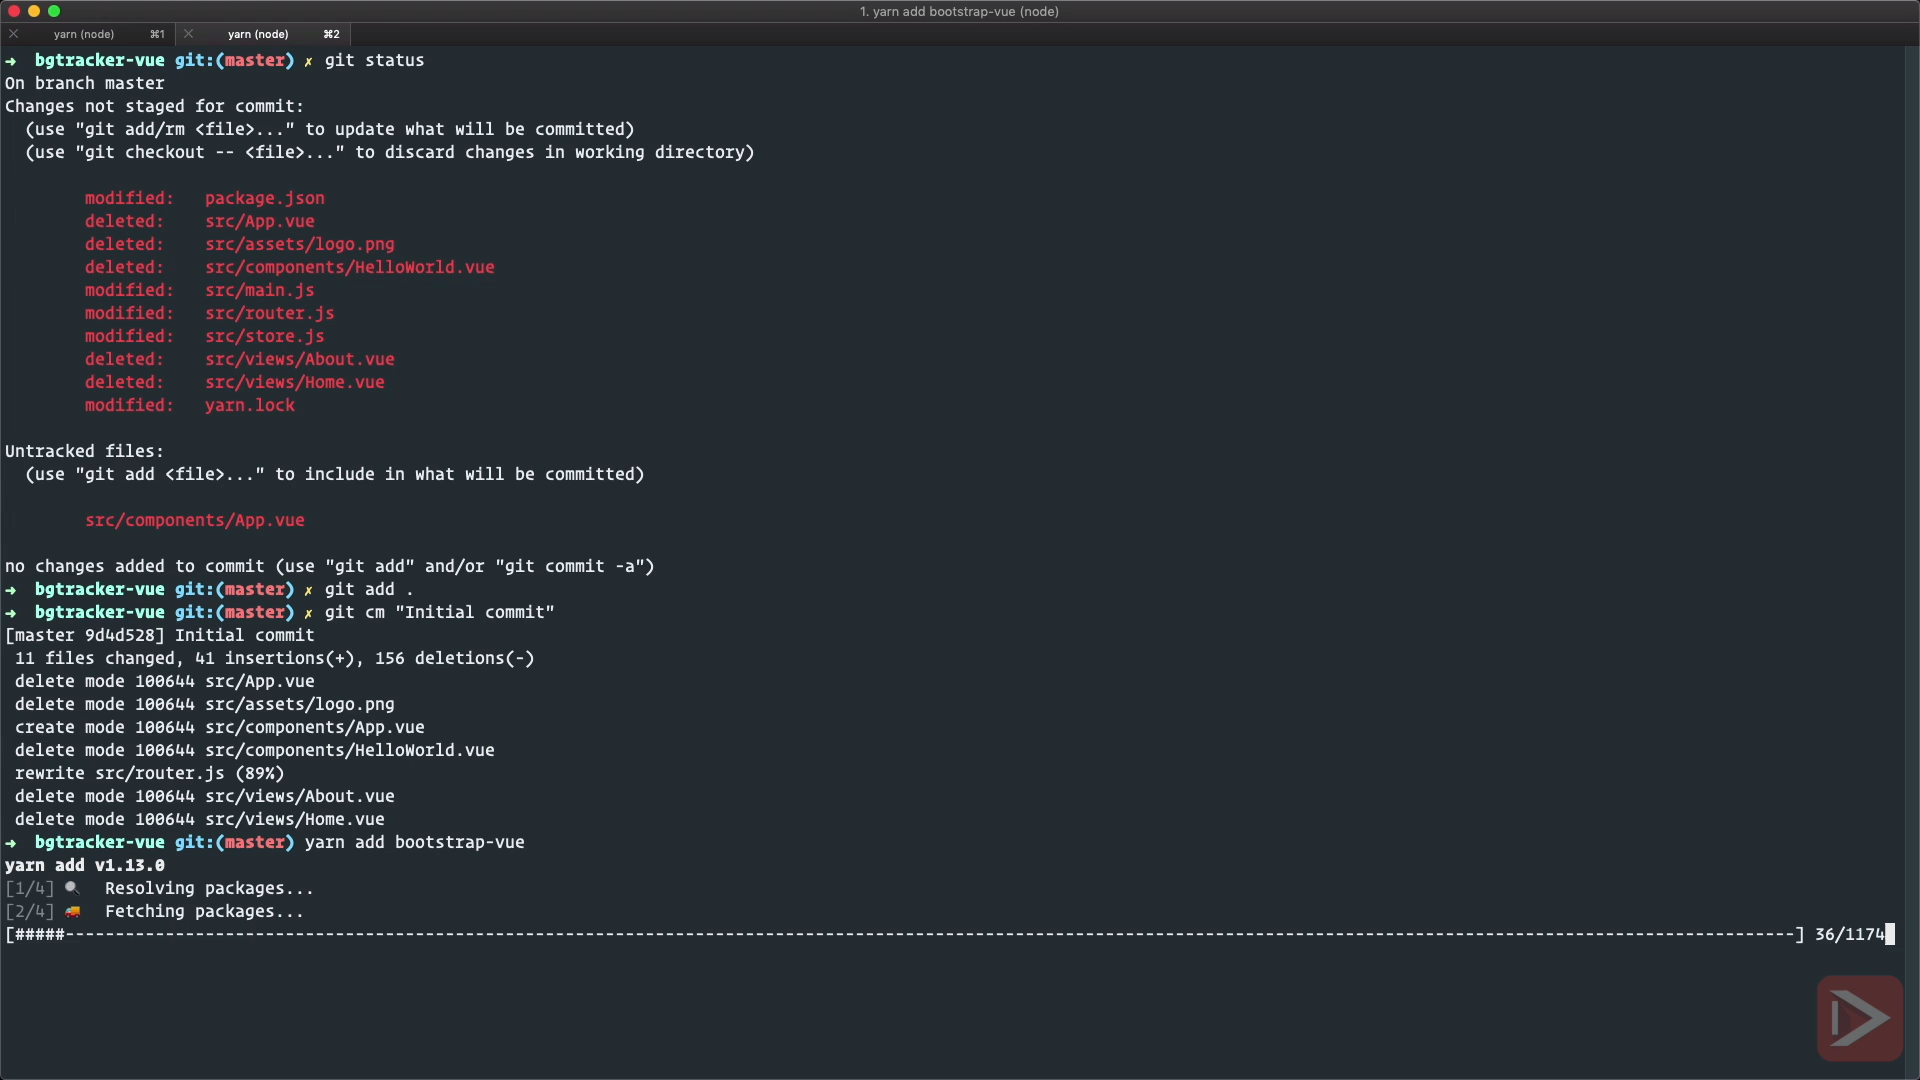 1. yarn add bootstrap-vue (node)
yarn (node) ⌘1 yarn (node) ⌘2
➜ bgtracker-vue git:(master) ✗ git status
On branch master
Changes not staged for commit:
(use "git add/rm <file>..." to update what will be committed)
(use "git checkout -- <file>..." to discard changes in working directory)
modified: package.json
deleted: src/App.vue
deleted: src/assets/logo.png
deleted: src/components/HelloWorld.vue
modified: src/main.js
modified: src/router.js
modified: src/store.js
deleted: src/views/About.vue
deleted: src/views/Home.vue
modified: yarn.lock
Untracked files:
(use "git add <file>..." to include in what will be committed)
src/components/App.vue
no changes added to commit (use "git add" and/or "git commit -a")
➜ bgtracker-vue git:(master) ✗ git add .
➜ bgtracker-vue git:(master) ✗ git cm "Initial commit"
[master 9d4d528] Initial commit
11 files changed, 41 insertions(+), 156 deletions(-)
delete mode 100644 src/App.vue
delete mode 100644 src/assets/logo.png
create mode 100644 src/components/App.vue
delete mode 100644 src/components/HelloWorld.vue
rewrite src/router.js (89%)
delete mode 100644 src/views/About.vue
delete mode 100644 src/views/Home.vue
➜ bgtracker-vue git:(master) yarn add bootstrap-vue
yarn add v1.13.0
[1/4] 🔍 Resolving packages...
[2/4] 🚚 Fetching packages...
[#####-----------------------------------------------------------------------------------------------------------------------------------------------------------------------------] 36/1174